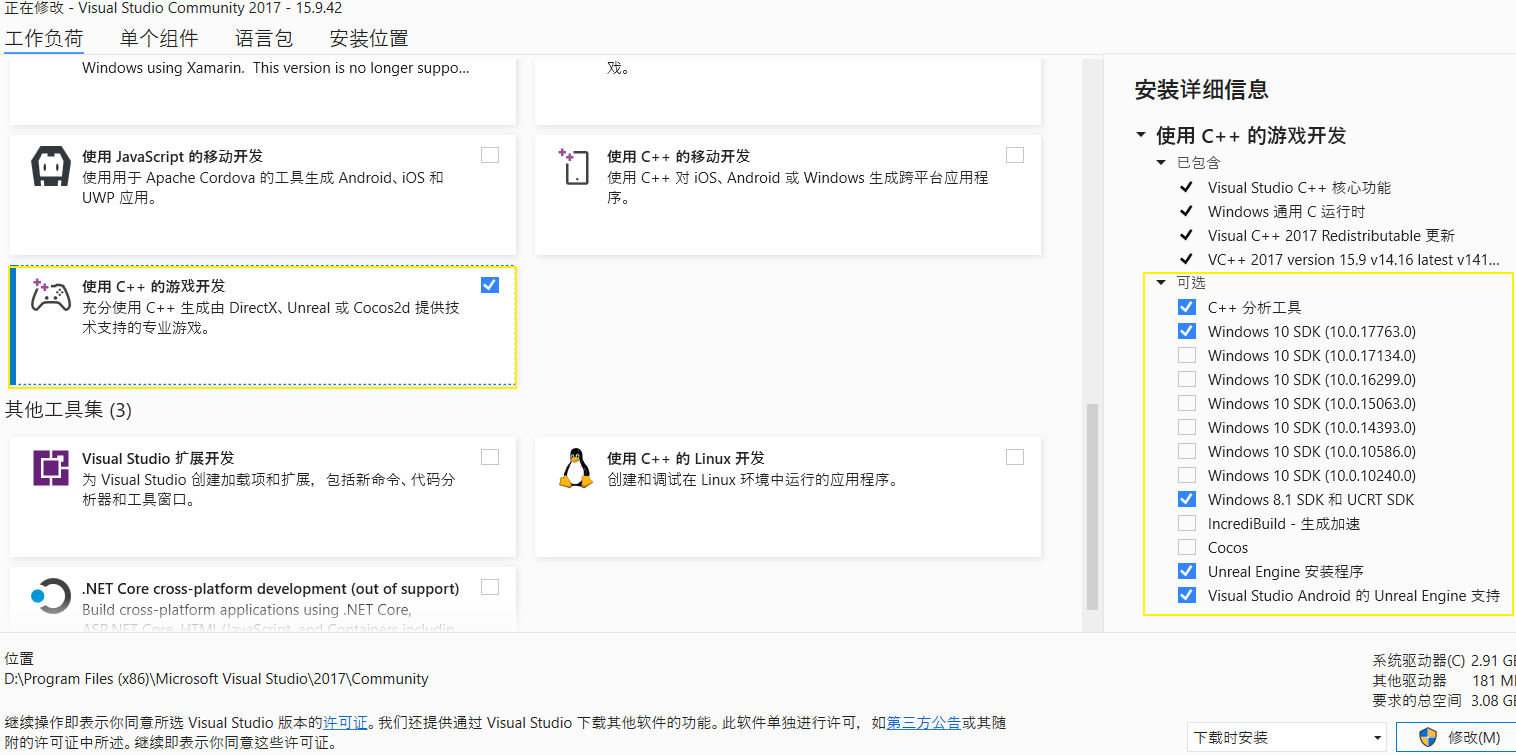 正在修改 - Visual Studio Community 2017 - 15.9.42
工作负荷 单个组件 语言包 安装位置
Windows using Xamarin. This version is no longer suppo...
戏。
使用 JavaScript 的移动开发
使用用于 Apache Cordova 的工具生成 Android、iOS 和
UWP 应用。
使用 C++ 的移动开发
使用 C++ 对 iOS、Android 或 Windows 生成跨平台应用程
序。
使用 C++ 的游戏开发
充分使用 C++ 生成由 DirectX、Unreal 或 Cocos2d 提供技
术支持的专业游戏。
其他工具集 (3)
Visual Studio 扩展开发
为 Visual Studio 创建加载项和扩展，包括新命令、代码分
析器和工具窗口。
使用 C++ 的 Linux 开发
创建和调试在 Linux 环境中运行的应用程序。
.NET Core cross-platform development (out of support)
Build cross-platform applications using .NET Core,
ASP.NET Core, HTML/JavaScript, and Containers includin
安装详细信息
使用 C++ 的游戏开发
已包含
Visual Studio C++ 核心功能
Windows 通用 C 运行时
Visual C++ 2017 Redistributable 更新
VC++ 2017 version 15.9 v14.16 latest v141...
可选
C++ 分析工具
Windows 10 SDK (10.0.17763.0)
Windows 10 SDK (10.0.17134.0)
Windows 10 SDK (10.0.16299.0)
Windows 10 SDK (10.0.15063.0)
Windows 10 SDK (10.0.14393.0)
Windows 10 SDK (10.0.10586.0)
Windows 10 SDK (10.0.10240.0)
Windows 8.1 SDK 和 UCRT SDK
IncrediBuild - 生成加速
Cocos
Unreal Engine 安装程序
Visual Studio Android 的 Unreal Engine 支持
位置
D:\Program Files (x86)\Microsoft Visual Studio\2017\Community
继续操作即表示你同意所选 Visual Studio 版本的许可证。我们还提供通过 Visual Studio 下载其他软件的功能。此软件单独进行许可，如第三方公告或其随
附的许可证中所述。继续即表示你同意这些许可证。
系统驱动器(C) 2.91 GB
其他驱动器 181 MB
要求的总空间 3.08 GB
下载时安装
修改(M)